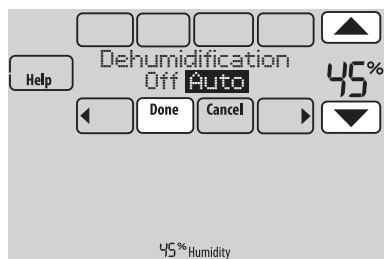 Dehumidification
Help
Off Auto
45%
Done Cancel
45% Humidity